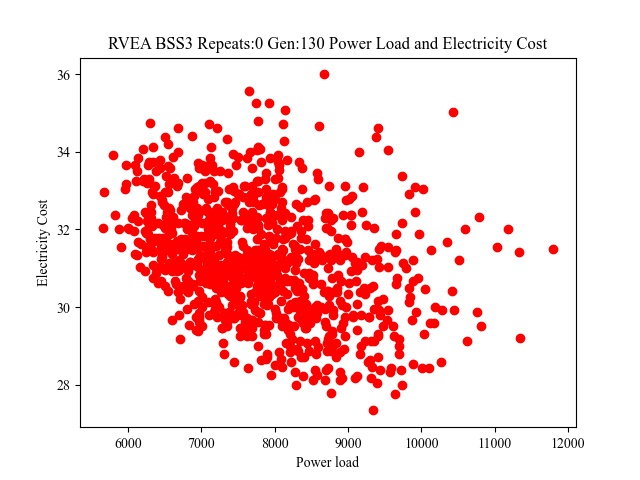 RVEA BSS3 Repeats:0 Gen:130 Power Load and Electricity Cost
36
34
32
30
28
Electricity Cost
6000 7000 8000 9000 10000 11000 12000
Power load